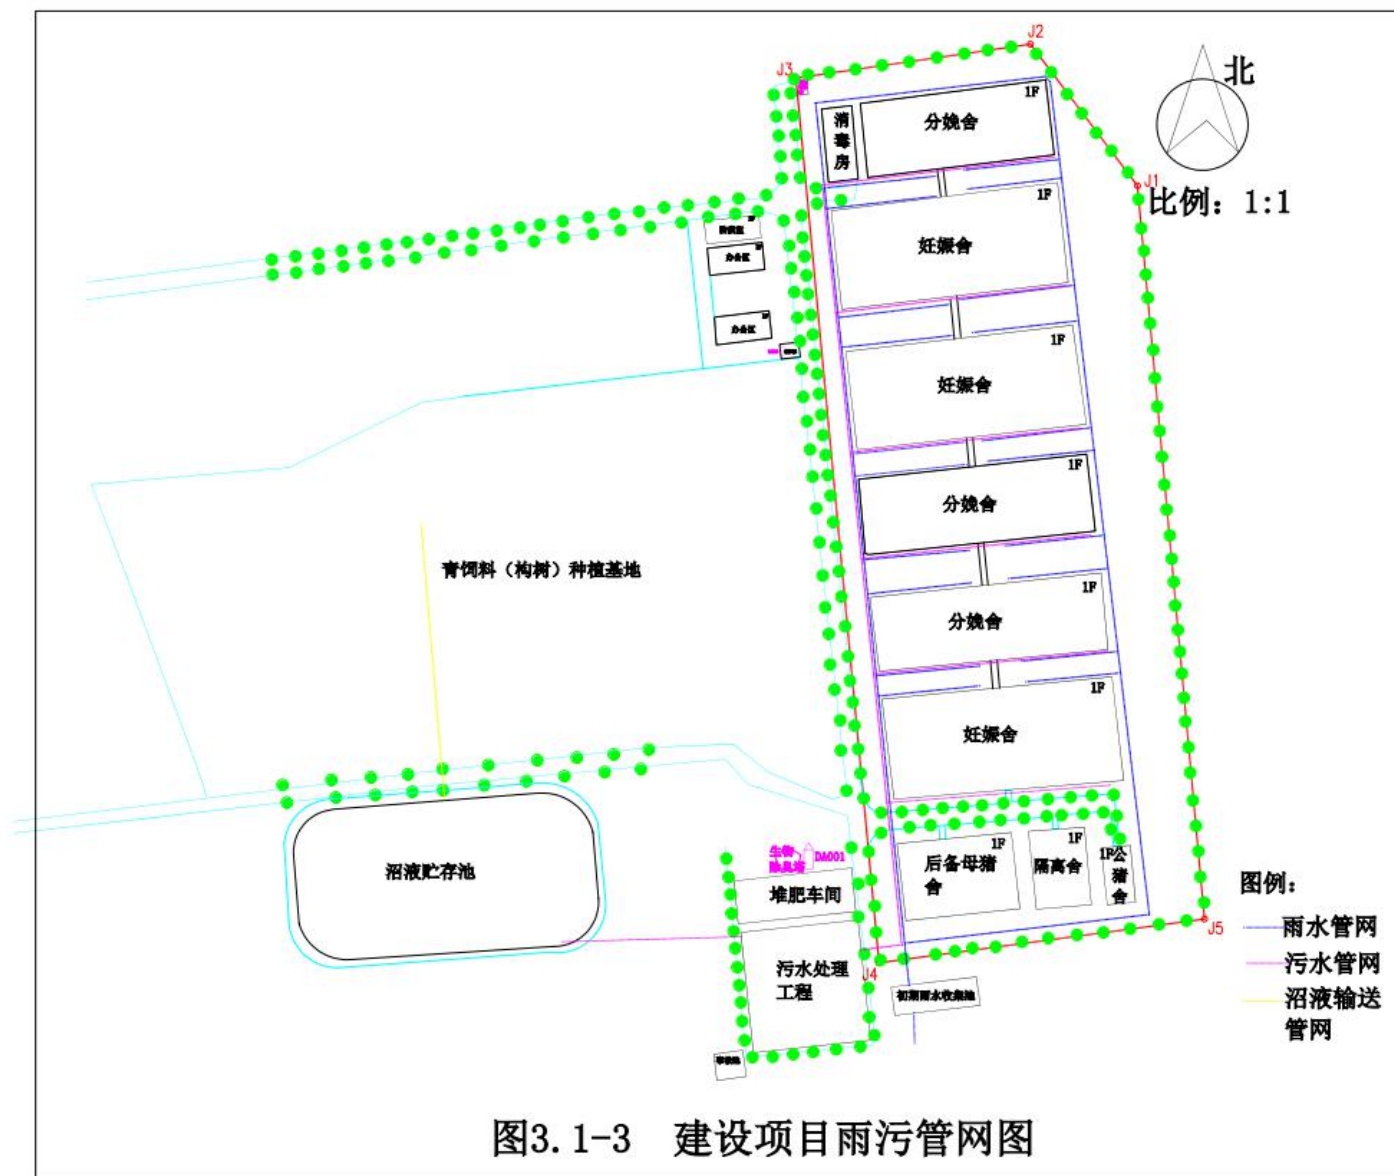 J2
J3
北
1F
分娩舍
消毒房
J1
比例：1:1
1F
妊娠舍
办公区
办公区
1F
妊娠舍
1F
分娩舍
青饲料（构树）种植基地
1F
分娩舍
1F
妊娠舍
沼液贮存池
生物
除臭塔
DA001
堆肥车间
1F
后备母猪
舍
1F
隔离舍
1F
公猪舍
图例：
雨水管网
污水管网
沼液输送
管网
J5
J4
污水处理
工程
初期雨水收集池
图3.1-3 建设项目雨污管网图